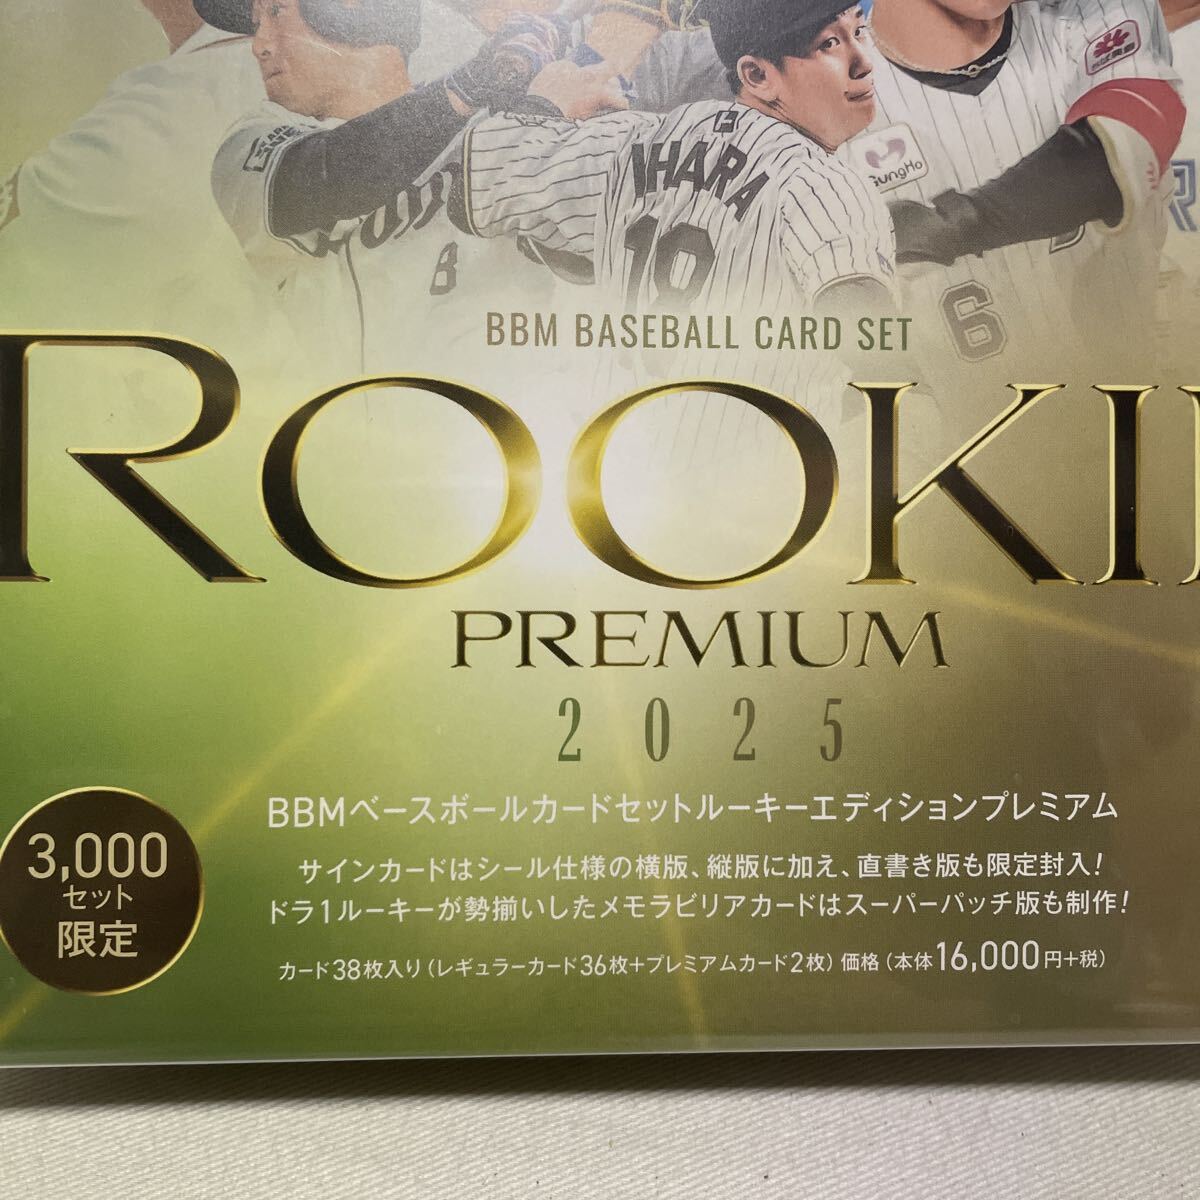 IHARA
18
GungHo
B
6
BBM BASEBALL CARD SET
ROOKI
PREMIUM
2025
BBMベースボールカードセットルーキーエディションプレミアム
サインカードはシール仕様の横版、縦版に加え、直書き版も限定封入!
ドラ1ルーキーが勢揃いしたメモラビリアカードはスーパーパッチ版も制作!
カード38枚入り(レギュラーカード36枚+プレミアムカード2枚) 価格 (本体16,000円+税)
3,000
セット
限定